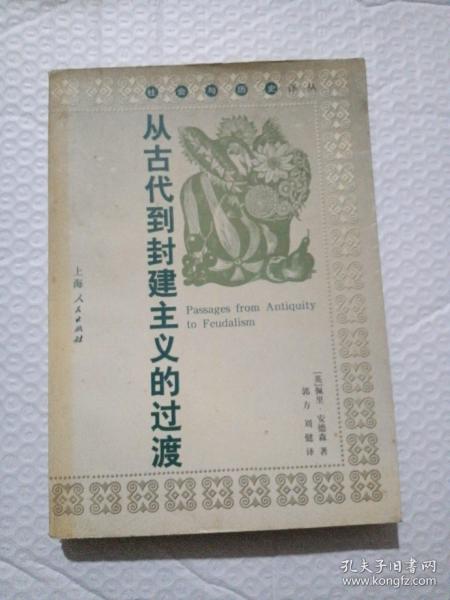 社会与历史译丛
从古代到封建主义的过渡
Passages from Antiquity
to Feudalism
上海人民出版社
[英]佩里·安德森 著
郭方 刘健 译
孔夫子旧书网
www.kongfz.com